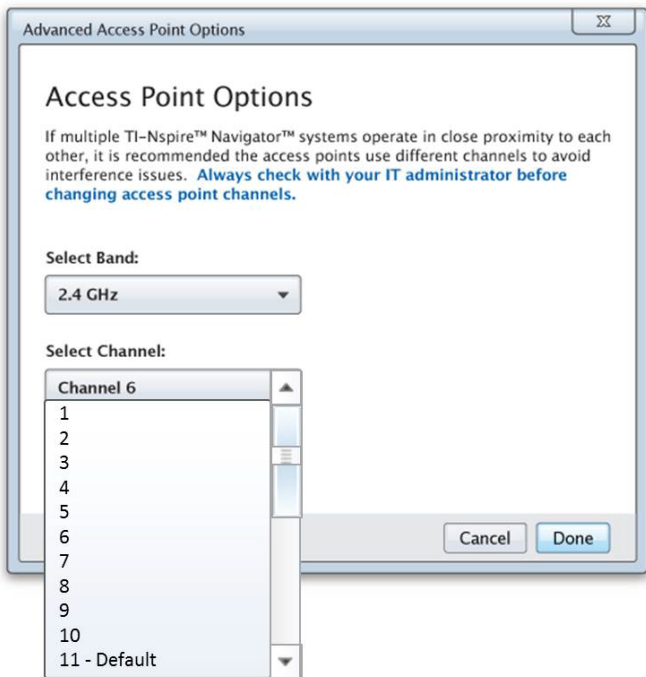 Advanced Access Point Options
Access Point Options
If multiple TI-Nspire™ Navigator™ systems operate in close proximity to each
other, it is recommended the access points use different channels to avoid
interference issues. Always check with your IT administrator before
changing access point channels.
Select Band:
2.4 GHz
Select Channel:
Channel 6
1
2
3
4
5
6
7
8
9
10
11 - Default
Cancel
Done